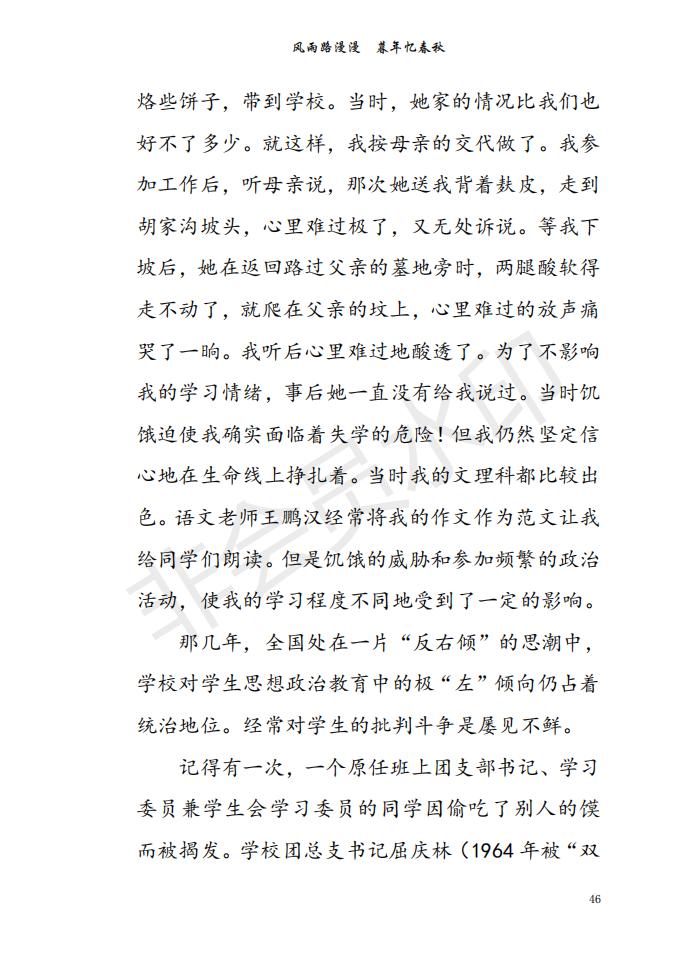 风雨路漫漫　暮年忆春秋
烙些饼子，带到学校。当时，她家的情况比我们也
好不了多少。就这样，我按母亲的交代做了。我参
加工作后，听母亲说，那次她送我背着麸皮，走到
胡家沟坡头，心里难过极了，又无处诉说。等我下
坡后，她在返回路过父亲的墓地旁时，两腿酸软得
走不动了，就爬在父亲的坟上，心里难过的放声痛
哭了一晌。我听后心里难过地酸透了。为了不影响
我的学习情绪，事后她一直没有给我说过。当时饥
饿迫使我确实面临着失学的危险！但我仍然坚定信
心地在生命线上挣扎着。当时我的文理科都比较出
色。语文老师王鹏汉经常将我的作文作为范文让我
给同学们朗读。但是饥饿的威胁和参加频繁的政治
活动，使我的学习程度不同地受到了一定的影响。
那几年，全国处在一片“反右倾”的思潮中，
学校对学生思想政治教育中的极“左”倾向仍占着
统治地位。经常对学生的批判斗争是屡见不鲜。
记得有一次，一个原任班上团支部书记、学习
委员兼学生会学习委员的同学因偷吃了别人的馍
而被揭发。学校团总支书记屈庆林（1964 年被“双
46
非会员水印